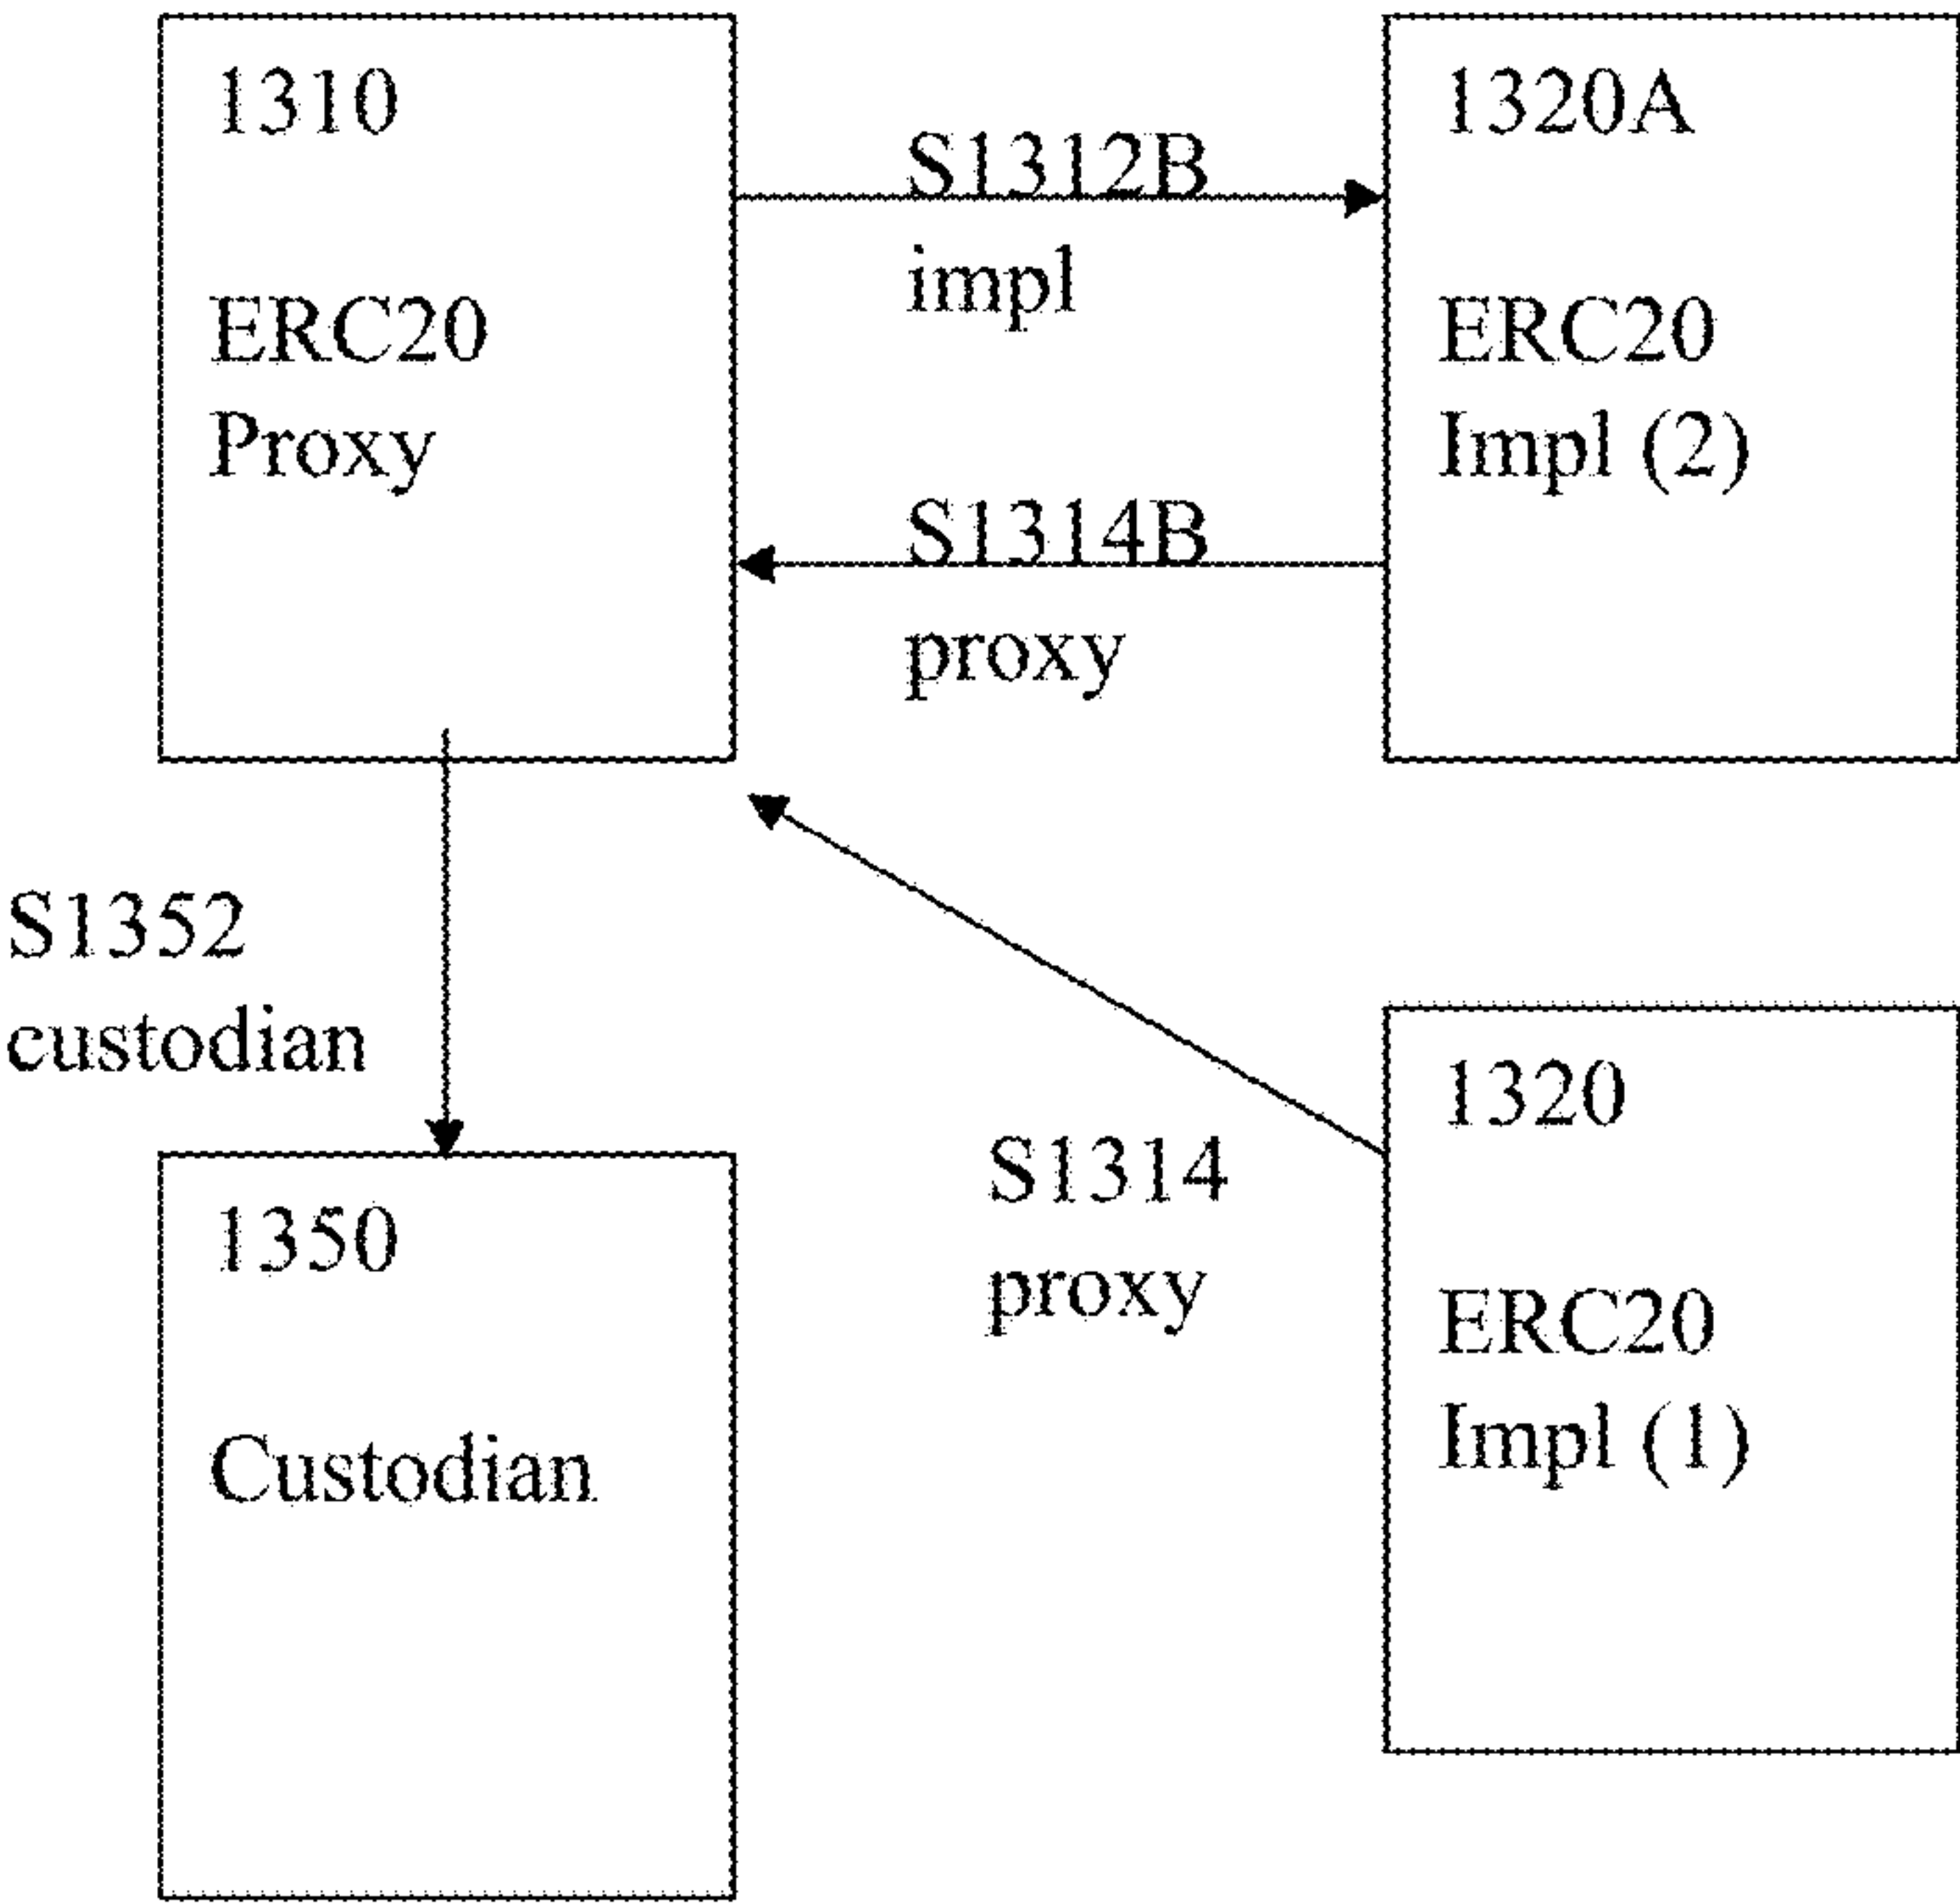 1310
ERC20
Proxy
S1312B
impl
S1314B
proxy
1320A
ERC20
Impl (2)
S1352
custodian
1350
Custodian
S1314
proxy
1320
ERC20
Impl (1)